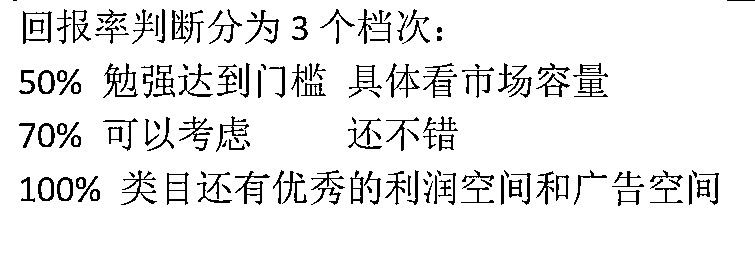 回报率判断分为 3 个档次：
50% 勉强达到门槛 具体看市场容量
70% 可以考虑 还不错
100% 类目还有优秀的利润空间和广告空间